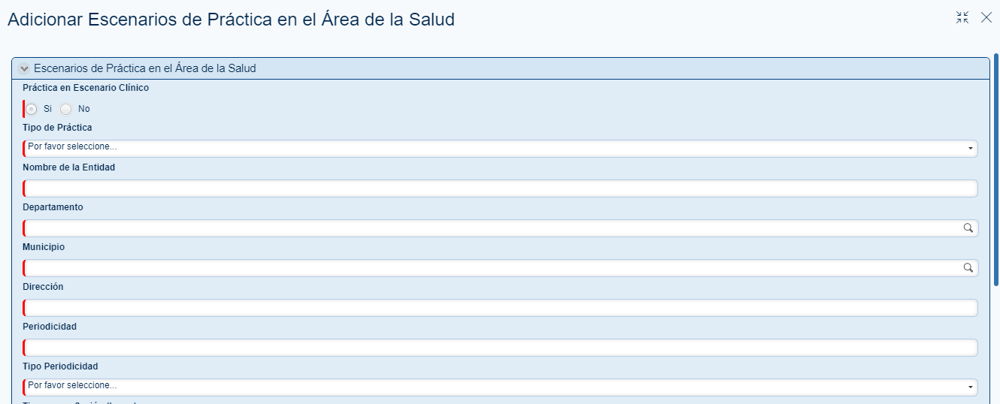 Adicionar Escenarios de Práctica en el Área de la Salud
Escenarios de Práctica en el Área de la Salud
Práctica en Escenario Clínico
Si No
Tipo de Práctica
Por favor seleccione...
Nombre de la Entidad
Departamento
Municipio
Dirección
Periodicidad
Tipo Periodicidad
Por favor seleccione...